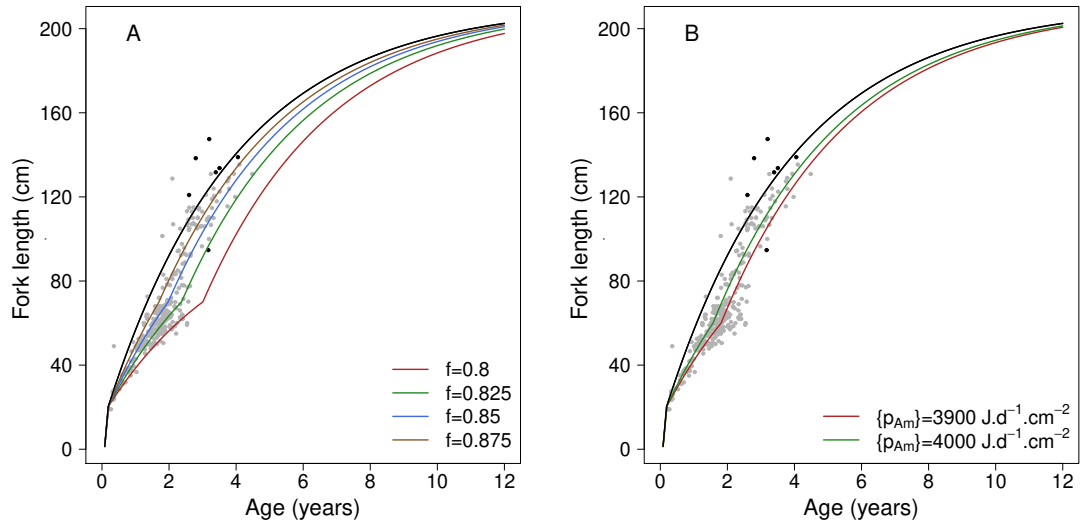 A
Fork length (cm)
200
160
120
80
40
0
f=0.8
f=0.825
f=0.85
f=0.875
0 2 4 6 8 10 12
Age (years)
B
Fork length (cm)
200
160
120
80
40
0
{pAm}=3900 J.d⁻¹.cm⁻²
{pAm}=4000 J.d⁻¹.cm⁻²
0 2 4 6 8 10 12
Age (years)